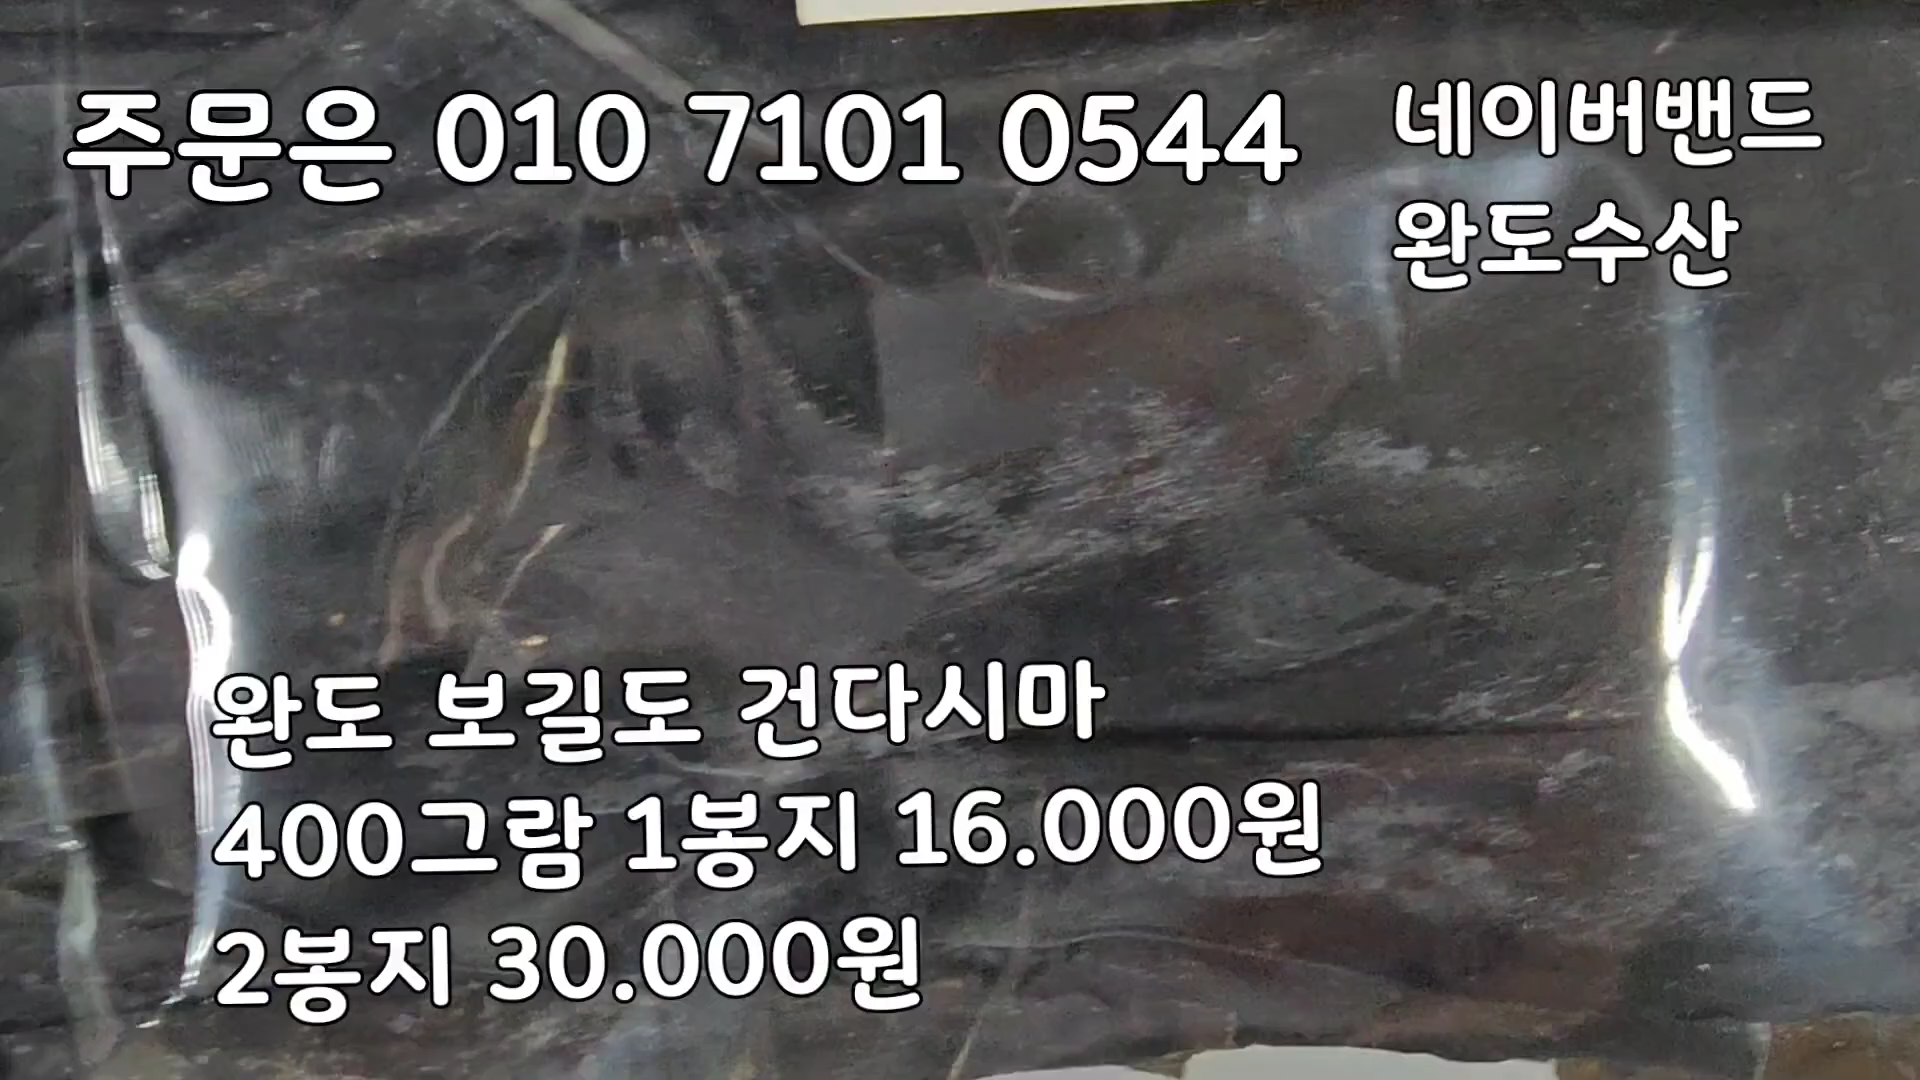 주문은 010 7101 0544
네이버밴드
완도수산
완도 보길도 건다시마
400그람 1봉지 16.000원
2봉지 30.000원